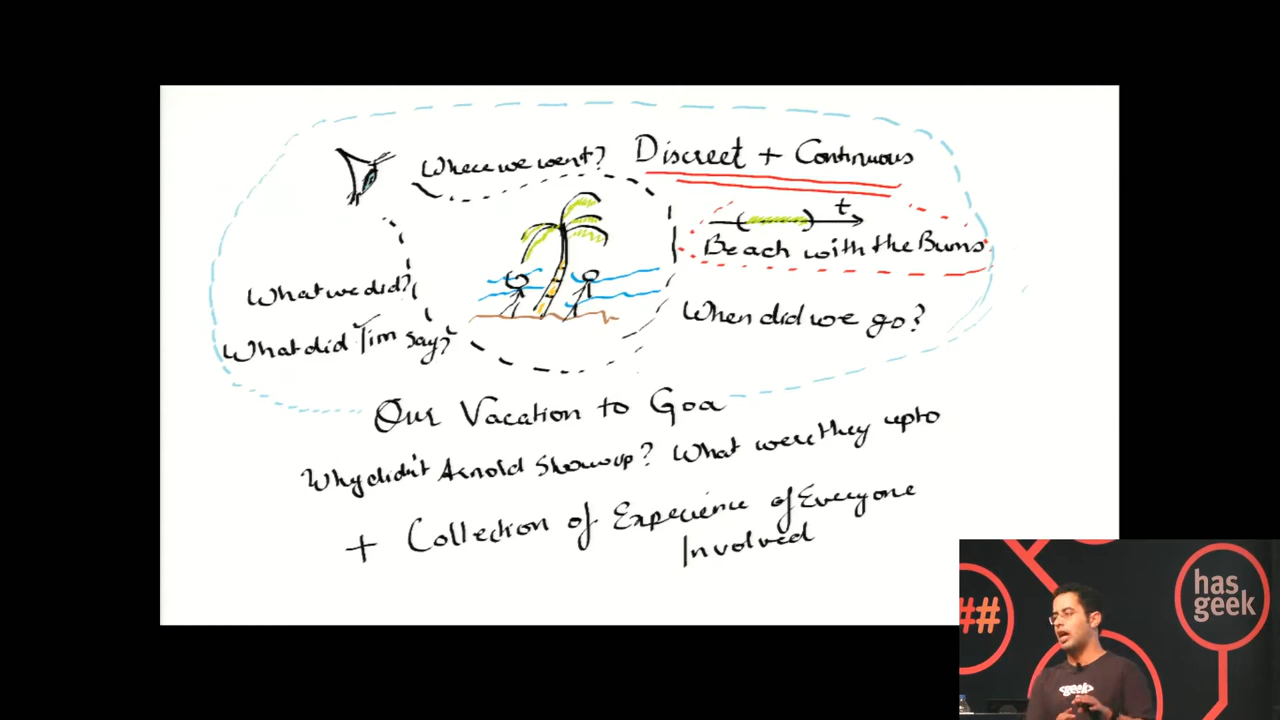 Where we went? Discreet + Continuous
t
Beach with the Bums
What we did?
When did we go?
What did Tim say?
Our Vacation to Goa
Why didn't Arnold show up? What were they upto
+ Collection of Experience of Everyone
Involved
##
has
geek
<geek>